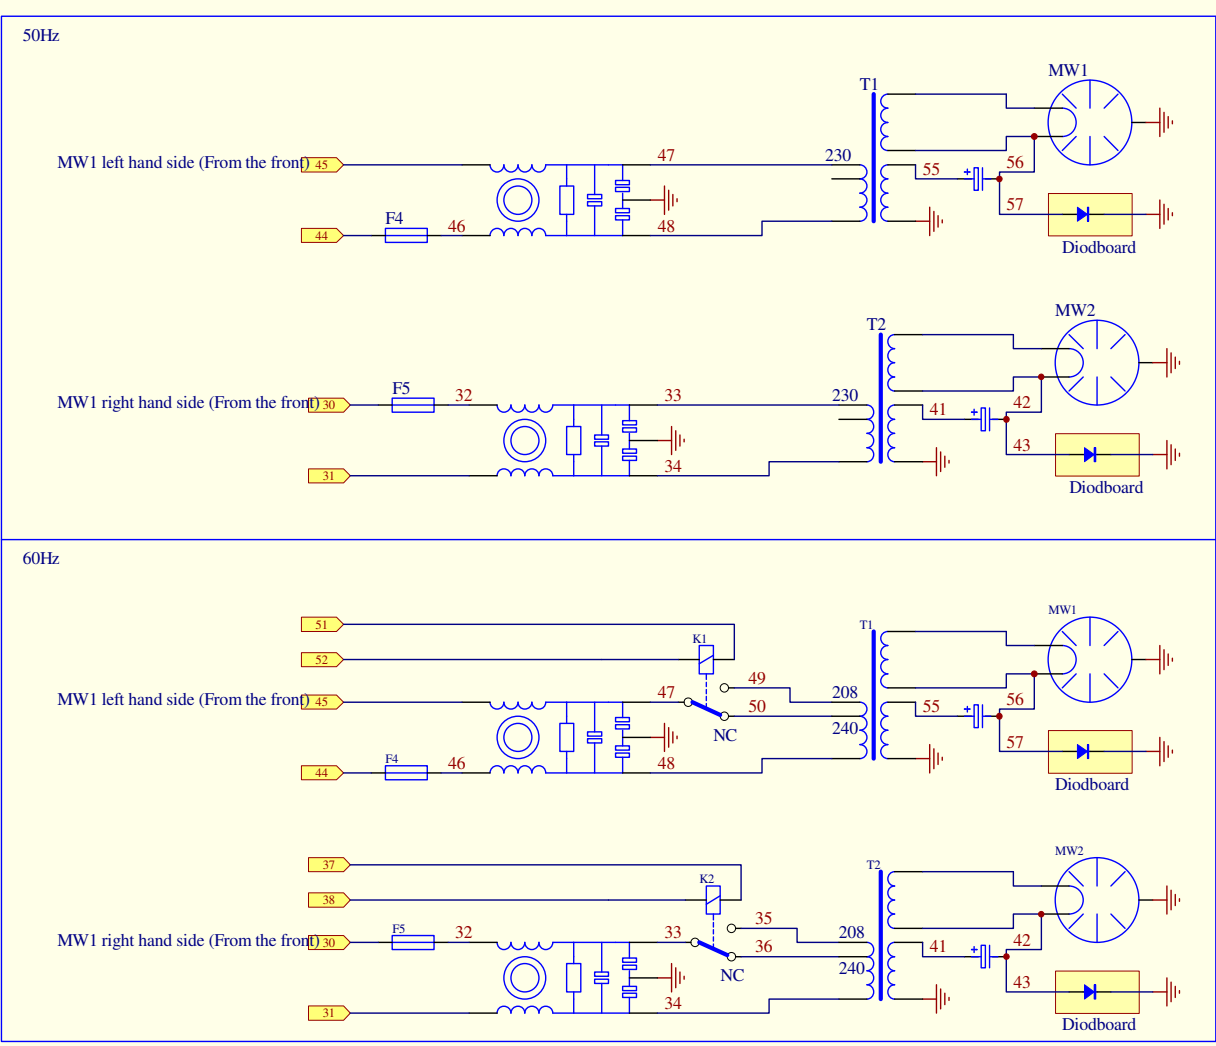 50Hz
MW1
T1
MW1 left hand side (From the front) 45 47 230 55 56
F4
44 46 48 57
Diodboard
MW2
T2
F5
MW1 right hand side (From the front) 30 32 33 230 41 42
31 34 43
Diodboard
60Hz
51
MW1
T1
K1
52
MW1 left hand side (From the front) 45 47 49 208 55 56
50
NC 240
F4
44 46 48 57
Diodboard
37
MW2
T2
K2
38
F5
MW1 right hand side (From the front) 30 32 33 35 208 41 42
36
NC 240
31 34 43
Diodboard